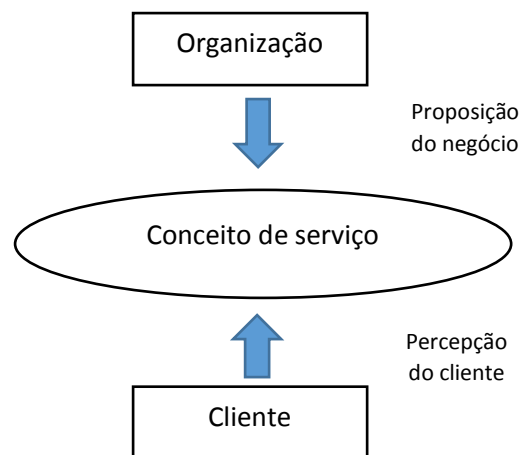 Organização
Proposição
do negócio
Conceito de serviço
Percepção
do cliente
Cliente